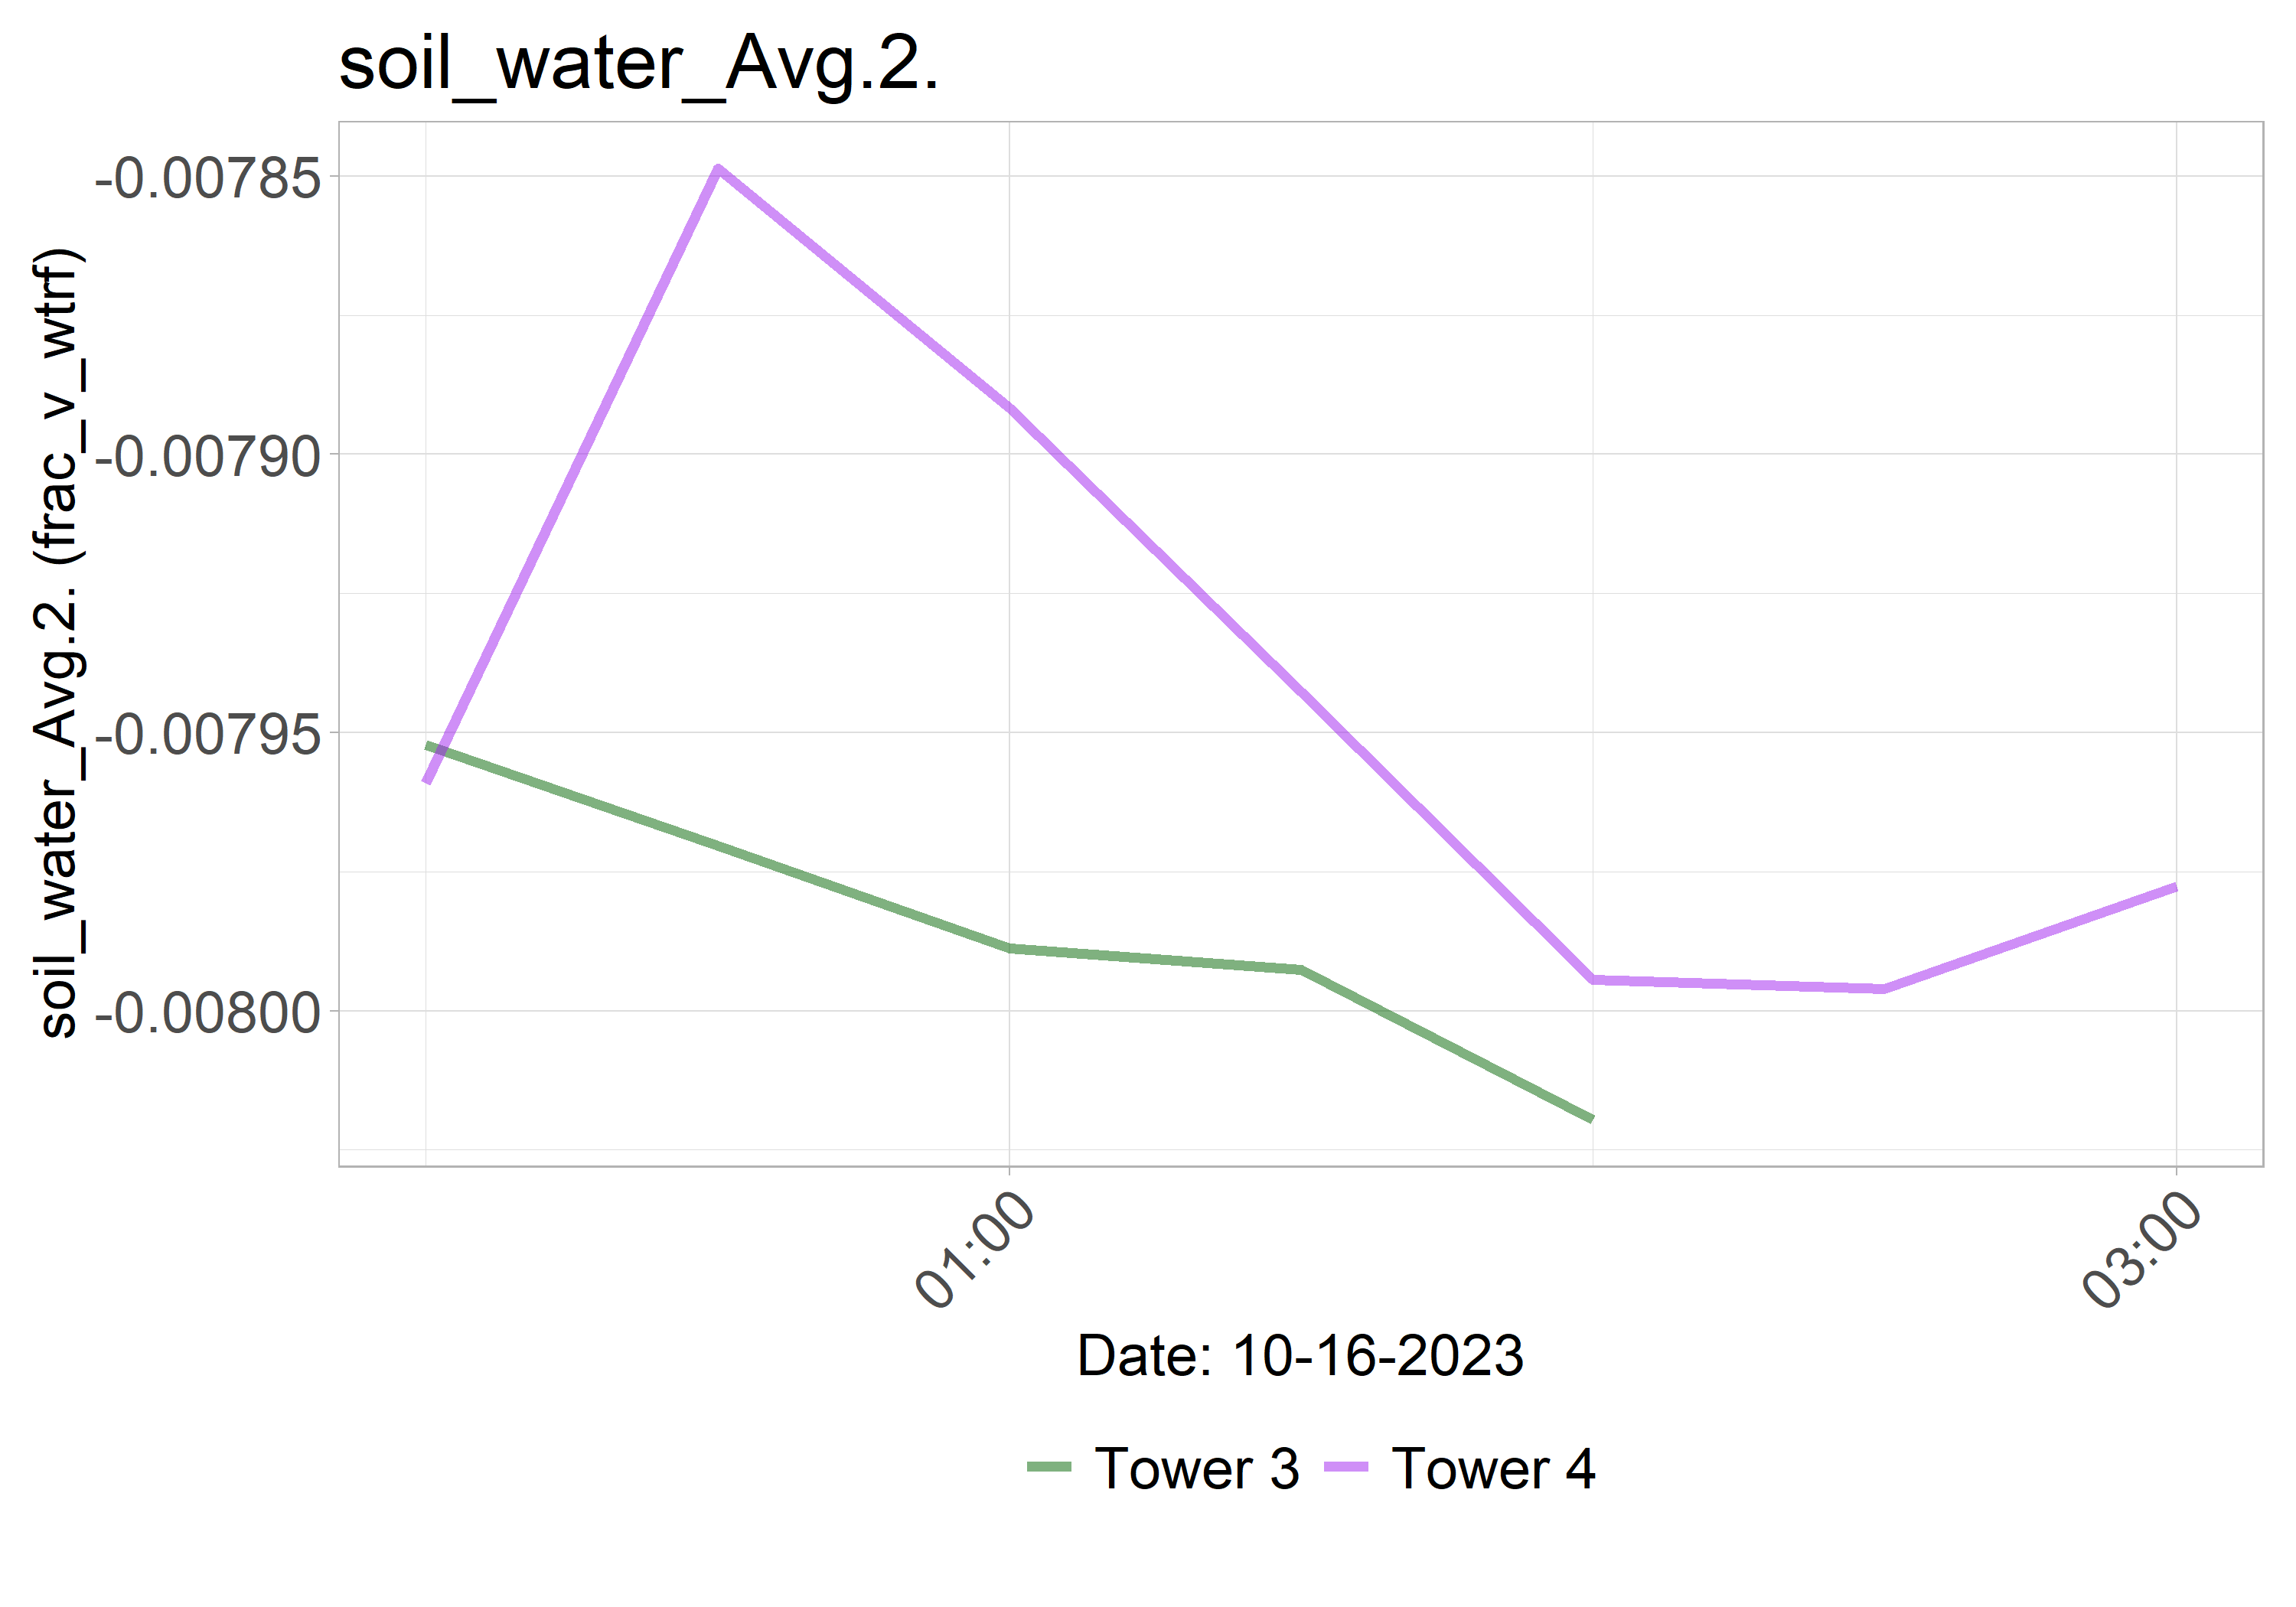 soil_water_Avg.2.
soil_water_Avg.2. (frac_v_wtrf)
-0.00785
-0.00790
-0.00795
-0.00800
01:00
03:00
Date: 10-16-2023
Tower 3
Tower 4